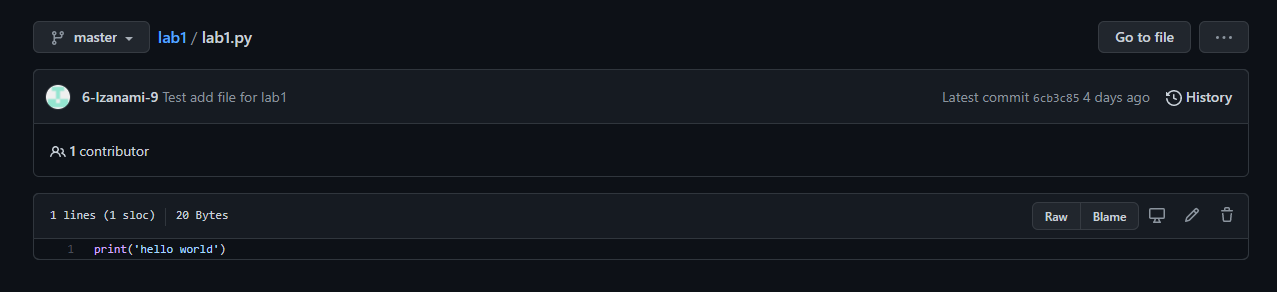 master lab1 / lab1.py Go to file ...
6-Izanami-9 Test add file for lab1 Latest commit 6cb3c85 4 days ago History
1 contributor
1 lines (1 sloc) 20 Bytes Raw Blame
1 print('hello world')